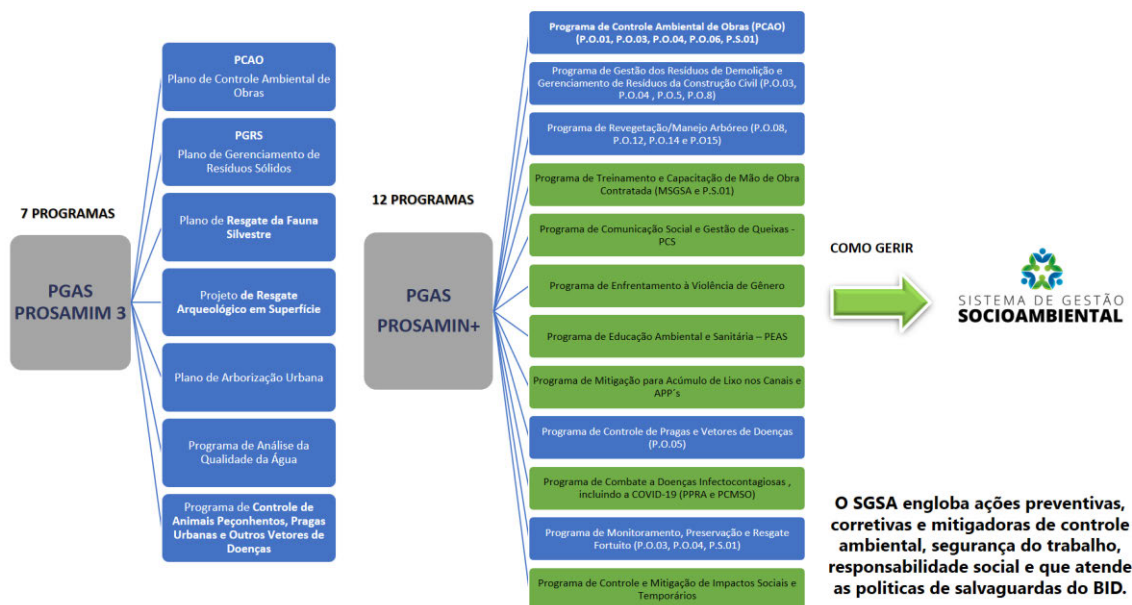 7 PROGRAMAS
PGAS
PROSAMIM 3
PCAO
Plano de Controle Ambiental de
Obras
PGRS
Plano de Gerenciamento de
Resíduos Sólidos
Plano de Resgate da Fauna
Silvestre
Projeto de Resgate
Arqueológico em Superfície
Plano de Arborização Urbana
Programa de Análise da
Qualidade da Água
Programa de Controle de
Animais Peçonhentos, Pragas
Urbanas e Outros Vetores de
Doenças
12 PROGRAMAS
PGAS
PROSAMIN+
Programa de Controle Ambiental de Obras (PCAO)
(P.O.01, P.O.03, P.O.04, P.O.06, P.S.01)
Programa de Gestão dos Resíduos de Demolição e
Gerenciamento de Resíduos da Construção Civil (P.O.03,
P.O.04 , P.O.5, P.O.8)
Programa de Revegetação/Manejo Arbóreo (P.O.08,
P.O.12, P.O.14 e P.O15)
Programa de Treinamento e Capacitação de Mão de Obra
Contratada (MSGSA e P.S.01)
Programa de Comunicação Social e Gestão de Queixas -
PCS
Programa de Enfrentamento à Violência de Gênero
Programa de Educação Ambiental e Sanitária – PEAS
Programa de Mitigação para Acúmulo de Lixo nos Canais e
APP´s
Programa de Controle de Pragas e Vetores de Doenças
(P.O.05)
Programa de Combate a Doenças Infectocontagiosas ,
incluindo a COVID-19 (PPRA e PCMSO)
Programa de Monitoramento, Preservação e Resgate
Fortuito (P.O.03, P.O.04, P.S.01)
Programa de Controle e Mitigação de Impactos Sociais e
Temporários
COMO GERIR
SISTEMA DE GESTÃO
SOCIOAMBIENTAL
O SGSA engloba ações preventivas,
corretivas e mitigadoras de controle
ambiental, segurança do trabalho,
responsabilidade social e que atende
as politicas de salvaguardas do BID.